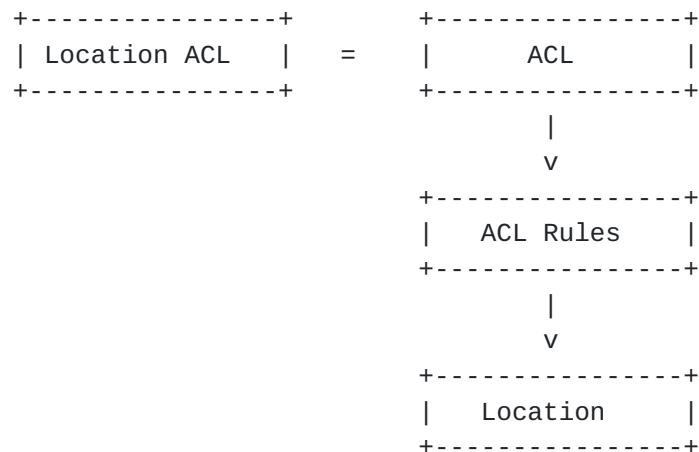 +----------------+         +----------------+
| Location ACL   |   =     |      ACL       |
+----------------+         +----------------+
                                   |
                                   v
                           +----------------+
                           |   ACL Rules    |
                           +----------------+
                                   |
                                   v
                           +----------------+
                           |   Location     |
                           +----------------+